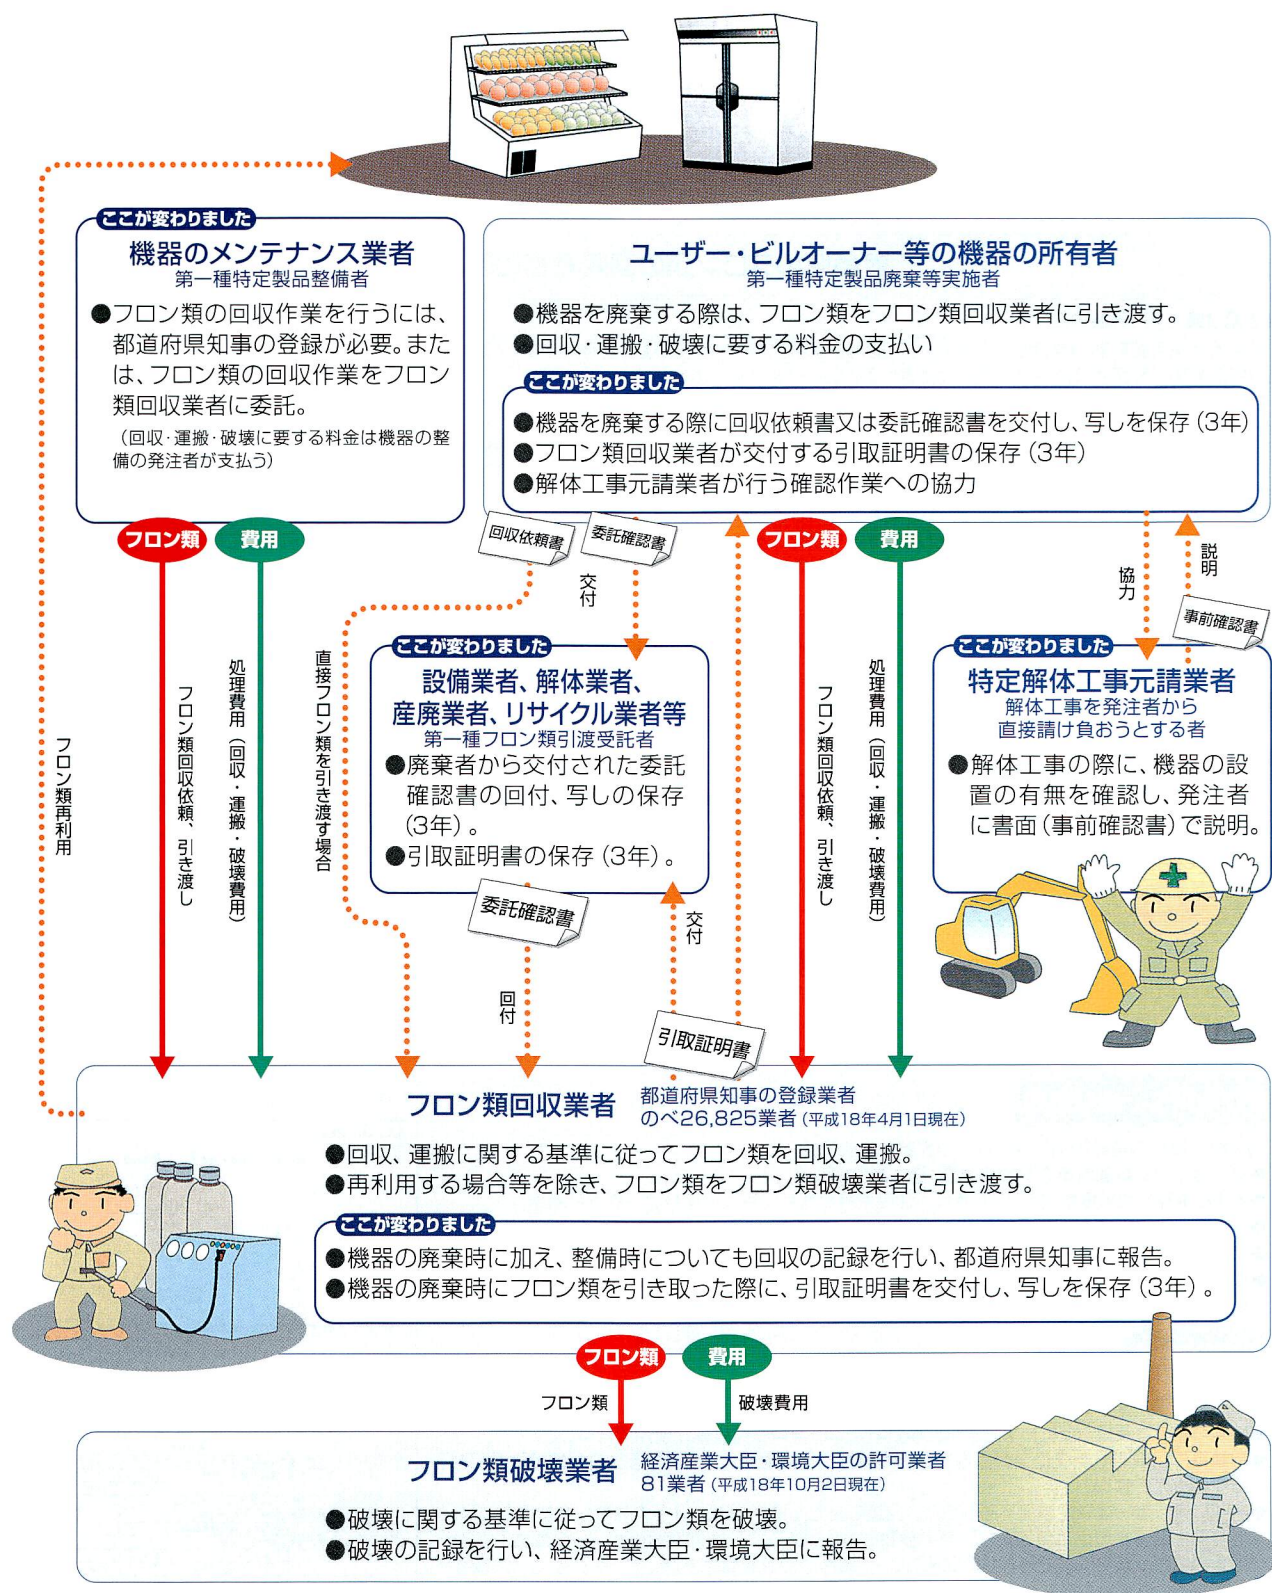 ここが変わりました
機器のメンテナンス業者
第一種特定製品整備者
●フロン類の回収作業を行うには、
都道府県知事の登録が必要。また
は、フロン類の回収作業をフロン
類回収業者に委託。
（回収・運搬・破壊に要する料金は機器の整
備の発注者が支払う）
ユーザー・ビルオーナー等の機器の所有者
第一種特定製品廃棄等実施者
●機器を廃棄する際は、フロン類をフロン類回収業者に引き渡す。
●回収・運搬・破壊に要する料金の支払い
ここが変わりました
●機器を廃棄する際に回収依頼書又は委託確認書を交付し、写しを保存（3年）
●フロン類回収業者が交付する引取証明書の保存（3年）
●解体工事元請業者が行う確認作業への協力
フロン類
費用
回収依頼書
委託確認書
交付
フロン類
費用
協力
説明
事前確認書
フロン類再利用
フロン類回収依頼、引き渡し
処理費用（回収・運搬・破壊費用）
直接フロン類を引き渡す場合
ここが変わりました
設備業者、解体業者、
産廃業者、リサイクル業者等
第一種フロン類引渡受託者
●廃棄者から交付された委託
確認書の回付、写しの保存
（3年）。
●引取証明書の保存（3年）。
委託確認書
回付
交付
引取証明書
フロン類回収依頼、引き渡し
処理費用（回収・運搬・破壊費用）
ここが変わりました
特定解体工事元請業者
解体工事を発注者から
直接請け負おうとする者
●解体工事の際に、機器の設
置の有無を確認し、発注者
に書面（事前確認書）で説明。
フロン類回収業者
都道府県知事の登録業者
のべ26,825業者（平成18年4月1日現在）
●回収、運搬に関する基準に従ってフロン類を回収、運搬。
●再利用する場合等を除き、フロン類をフロン類破壊業者に引き渡す。
ここが変わりました
●機器の廃棄時に加え、整備時についても回収の記録を行い、都道府県知事に報告。
●機器の廃棄時にフロン類を引き取った際に、引取証明書を交付し、写しを保存（3年）。
フロン類
費用
フロン類
破壊費用
フロン類破壊業者
経済産業大臣・環境大臣の許可業者
81業者（平成18年10月2日現在）
●破壊に関する基準に従ってフロン類を破壊。
●破壊の記録を行い、経済産業大臣・環境大臣に報告。